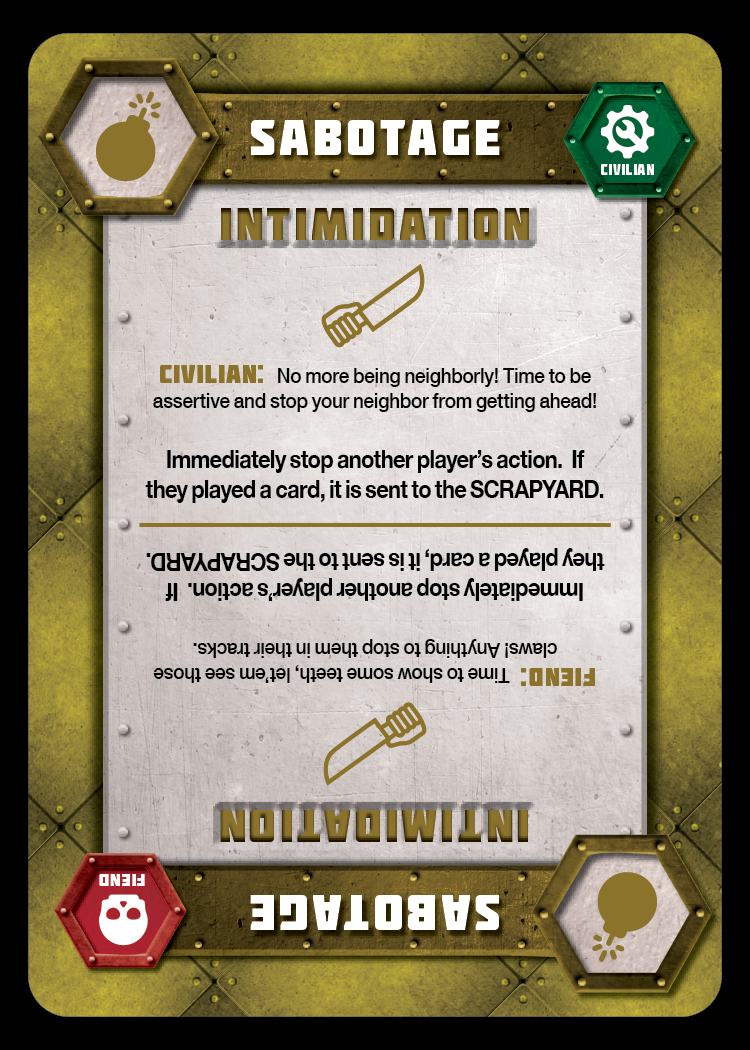 SABOTAGE
CIVILIAN
INTIMIDATION
CIVILIAN: No more being neighborly! Time to be
assertive and stop your neighbor from getting ahead!
Immediately stop another player's action. If
they played a card, it is sent to the SCRAPYARD.
SABOTAGE
FIEND
INTIMIDATION
FIEND: Time to show some teeth, let'em see those
claws! Anything to stop them in their tracks.
Immediately stop another player's action. If
they played a card, it is sent to the SCRAPYARD.